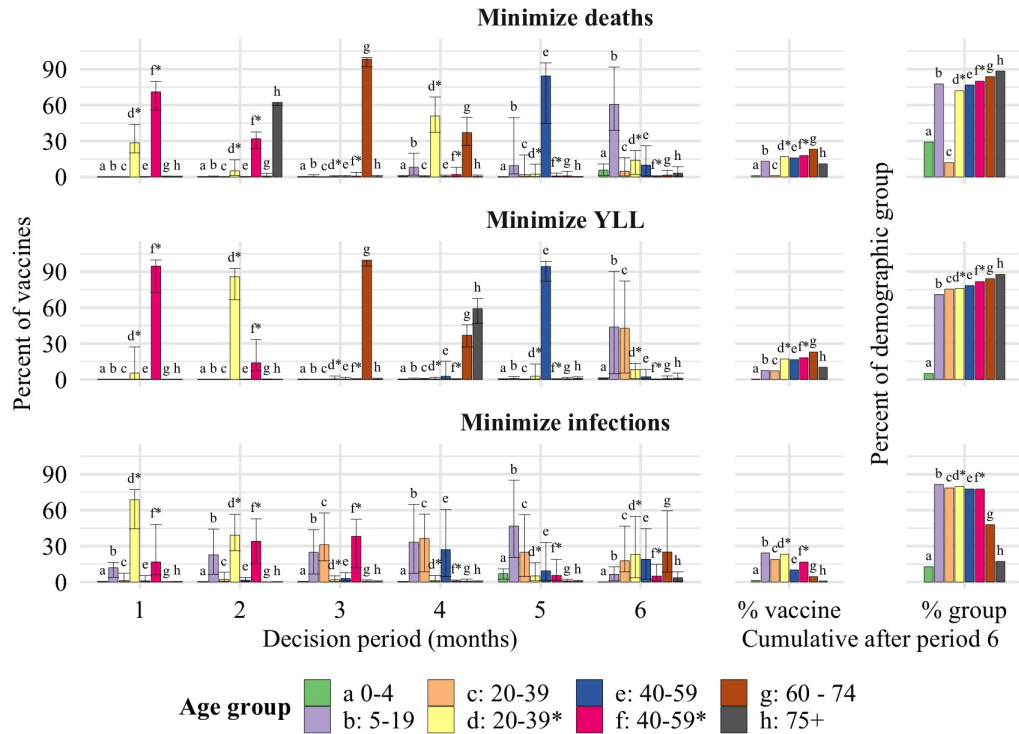 Minimize deaths
90
60
30
0
a b c d* e f* g h
a b c d* e f* g h
a b c d* e f* g h
a b c d* e f* g h
a b c d* e f* g h
a b c d* e f* g h
a b c d* e f* g h
a b c d* e f* g h
Percent of vaccines
Percent of demographic group
Minimize YLL
90
60
30
0
a b c d* e f* g h
a b c d* e f* g h
a b c d* e f* g h
a b c d* e f* g h
a b c d* e f* g h
a b c d* e f* g h
a b c d* e f* g h
a b c d* e f* g h
Minimize infections
90
60
30
0
a b c d* e f* g h
a b c d* e f* g h
a b c d* e f* g h
a b c d* e f* g h
a b c d* e f* g h
a b c d* e f* g h
a b c d* e f* g h
a b c d* e f* g h
1 2 3 4 5 6 % vaccine % group
Decision period (months) Cumulative after period 6
Age group
a 0-4 c: 20-39 e: 40-59 g: 60 - 74
b: 5-19 d: 20-39* f: 40-59* h: 75+